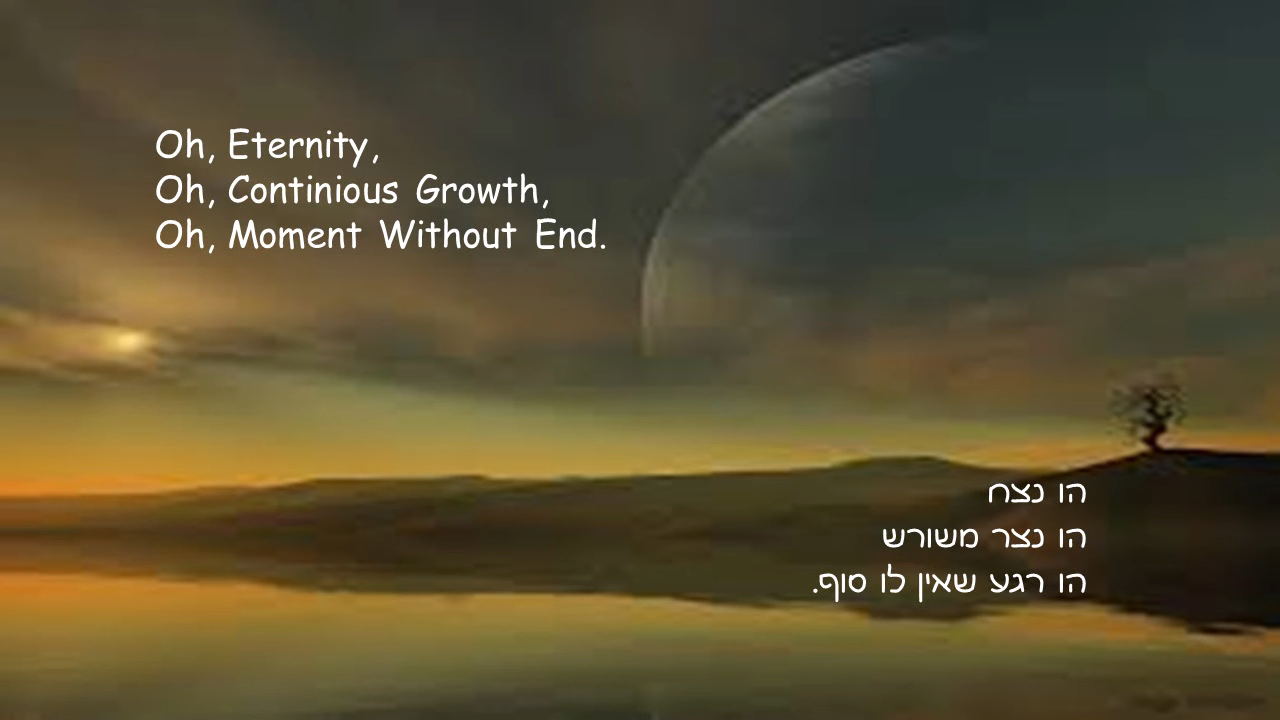 Oh, Eternity,
Oh, Continious Growth,
Oh, Moment Without End.
הו נצח
הו נצר משורש
הו רגע שאין לו סוף.